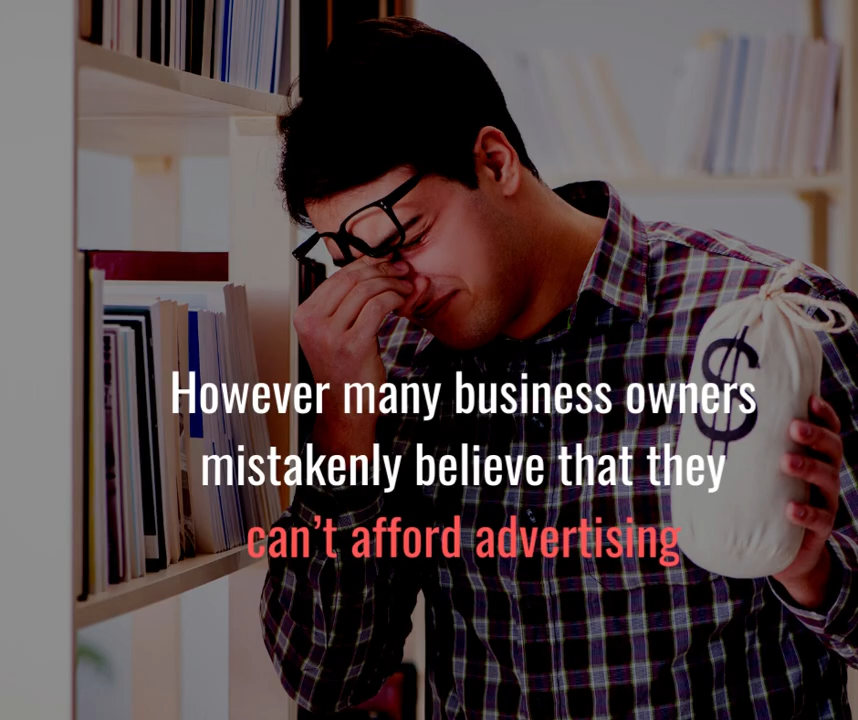 However many business owners
mistakenly believe that they
can’t afford advertising
$